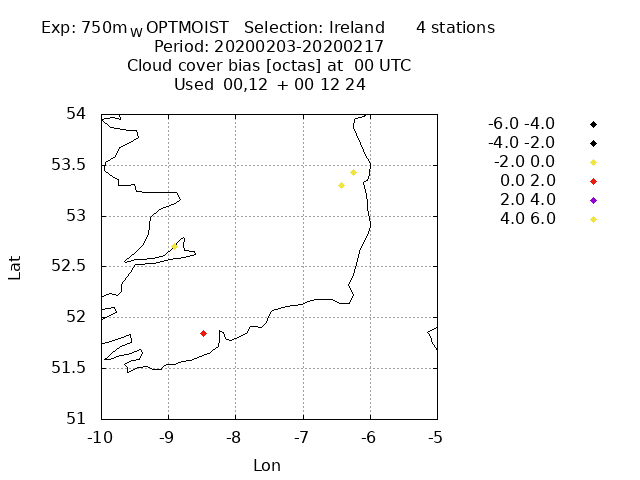 Exp: 750m_W OPTMOIST Selection: Ireland 4 stations
Period: 20200203-20200217
Cloud cover bias [octas] at 00 UTC
Used 00,12 + 00 12 24
-6.0 -4.0
-4.0 -2.0
-2.0 0.0
0.0 2.0
2.0 4.0
4.0 6.0
54
53.5
53
52.5
52
51.5
51
Lat
-10 -9 -8 -7 -6 -5
Lon